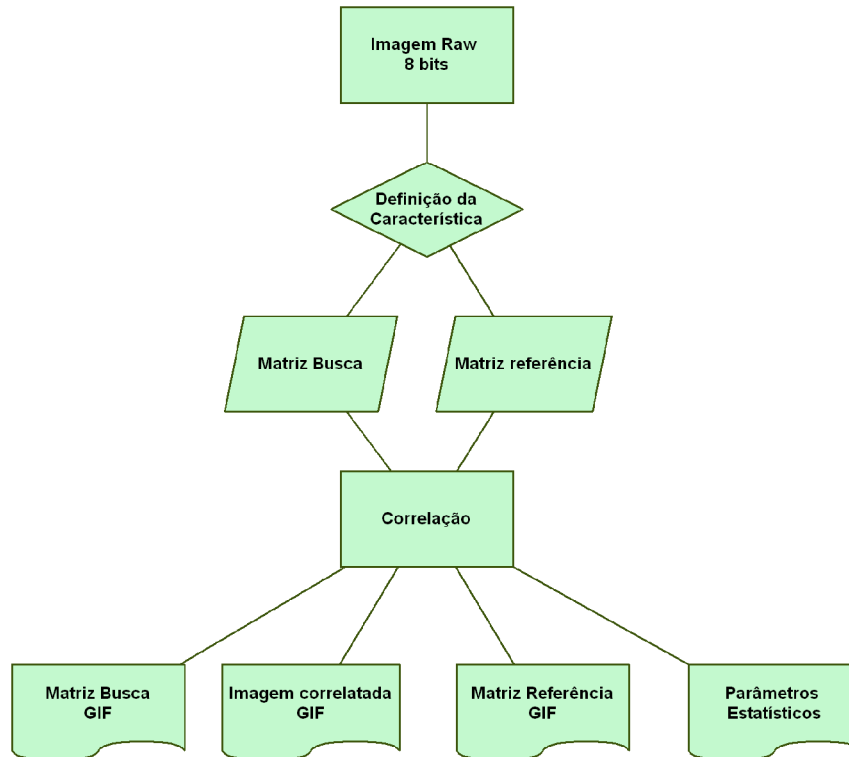 Imagem Raw
8 bits
Definição da
Característica
Matriz Busca
Matriz referência
Correlação
Matriz Busca
GIF
Imagem correlatada
GIF
Matriz Referência
GIF
Parâmetros
Estatísticos